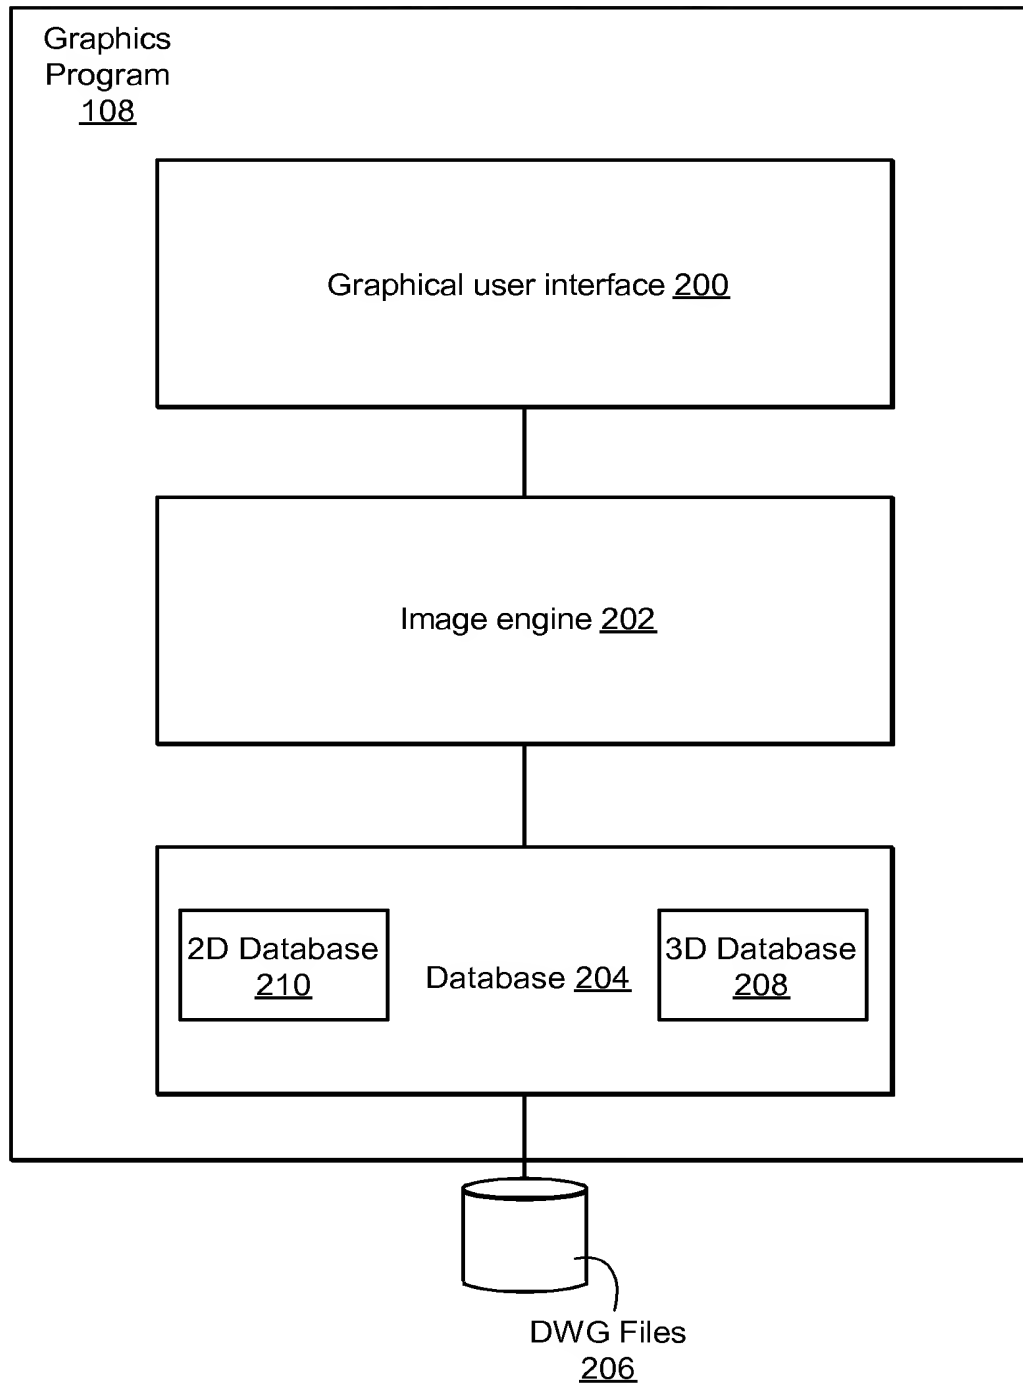 Graphics
Program
108
Graphical user interface 200
Image engine 202
2D Database
210
Database 204
3D Database
208
DWG Files
206